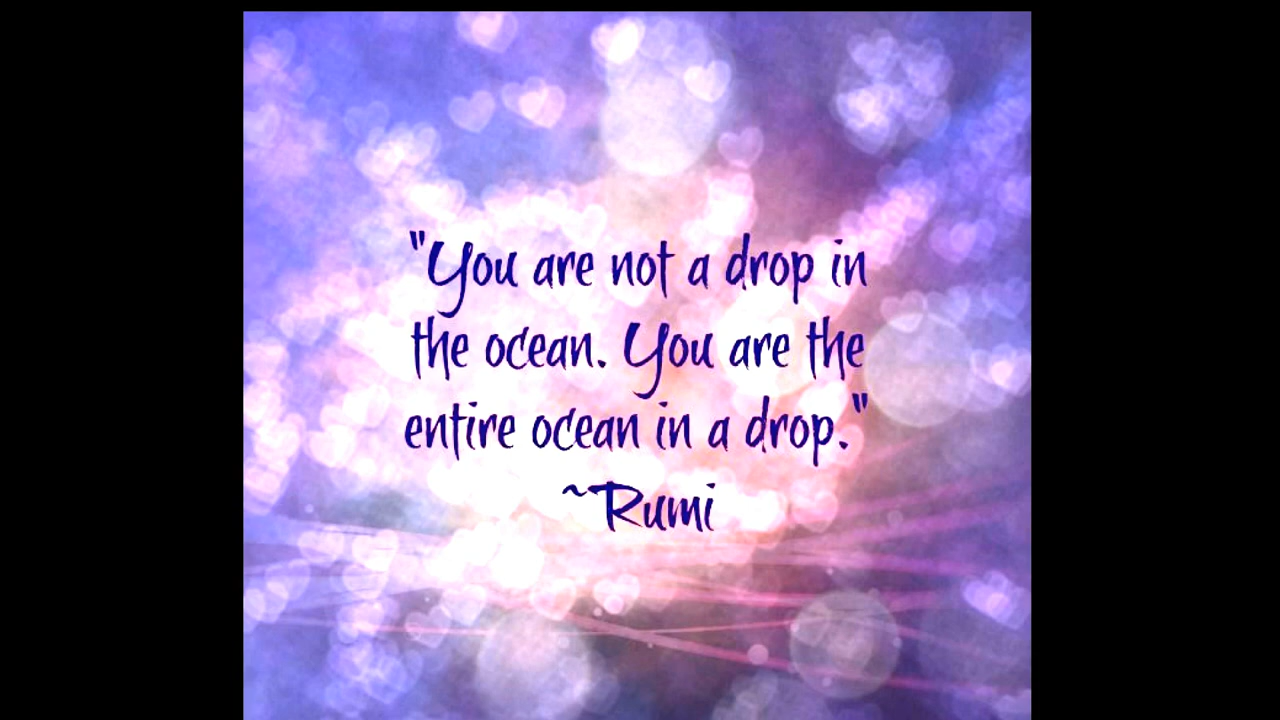 "You are not a drop in
the ocean. You are the
entire ocean in a drop."
~Rumi